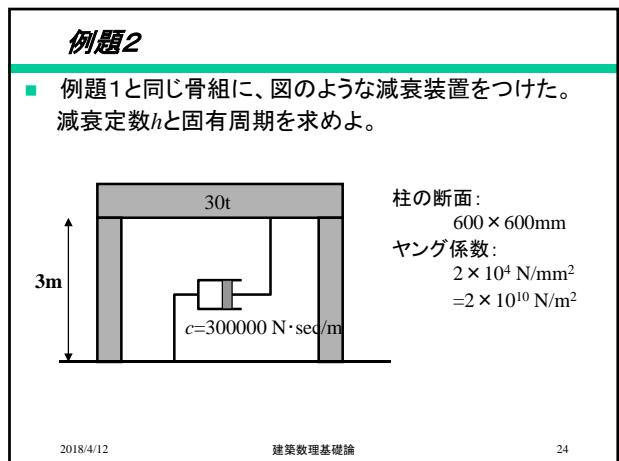 例題2
■ 例題1と同じ骨組に、図のような減衰装置をつけた。
減衰定数hと固有周期を求めよ。
30t
3m
c=300000 N·sec/m
柱の断面:
600×600mm
ヤング係数:
2×10⁴ N/mm²
=2×10¹⁰ N/m²
2018/4/12
建築数理基礎論
24